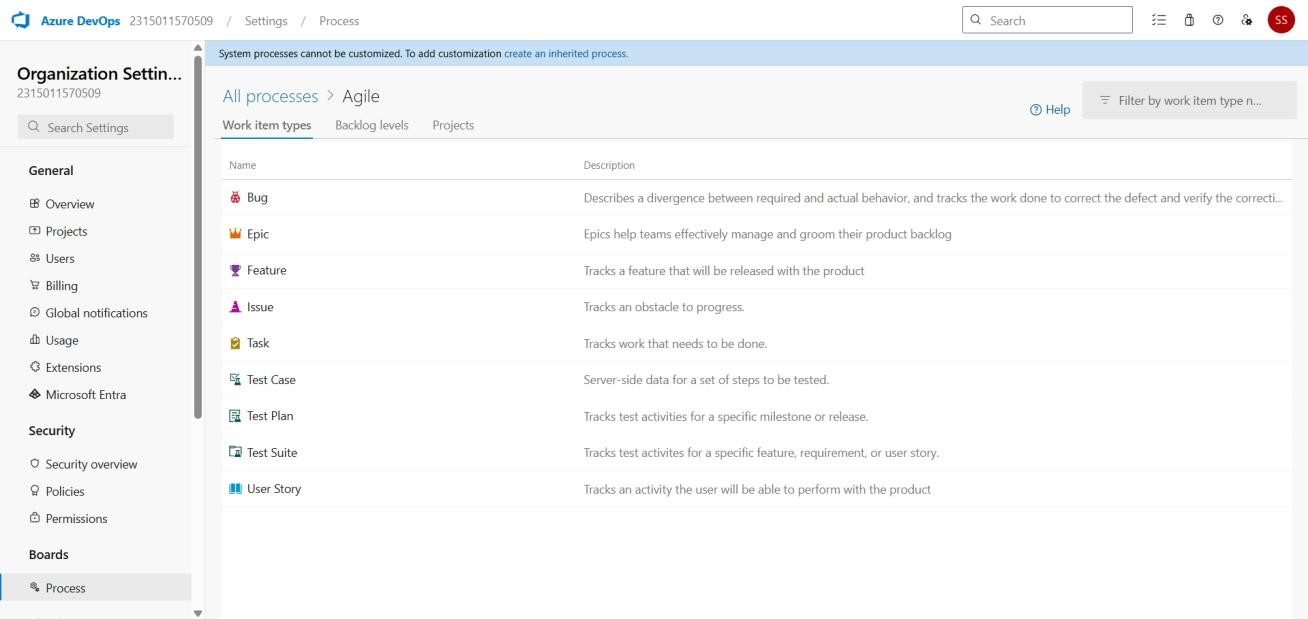 Azure DevOps 2315011570509 / Settings / Process
Search
SS
System processes cannot be customized. To add customization create an inherited process.
Organization Settin...
2315011570509
Search Settings
General
Overview
Projects
Users
Billing
Global notifications
Usage
Extensions
Microsoft Entra
Security
Security overview
Policies
Permissions
Boards
Process
All processes > Agile
Help
Filter by work item type n...
Work item types Backlog levels Projects
Name Description
Bug Describes a divergence between required and actual behavior, and tracks the work done to correct the defect and verify the correcti...
Epic Epics help teams effectively manage and groom their product backlog
Feature Tracks a feature that will be released with the product
Issue Tracks an obstacle to progress.
Task Tracks work that needs to be done.
Test Case Server-side data for a set of steps to be tested.
Test Plan Tracks test activities for a specific milestone or release.
Test Suite Tracks test activites for a specific feature, requirement, or user story.
User Story Tracks an activity the user will be able to perform with the product